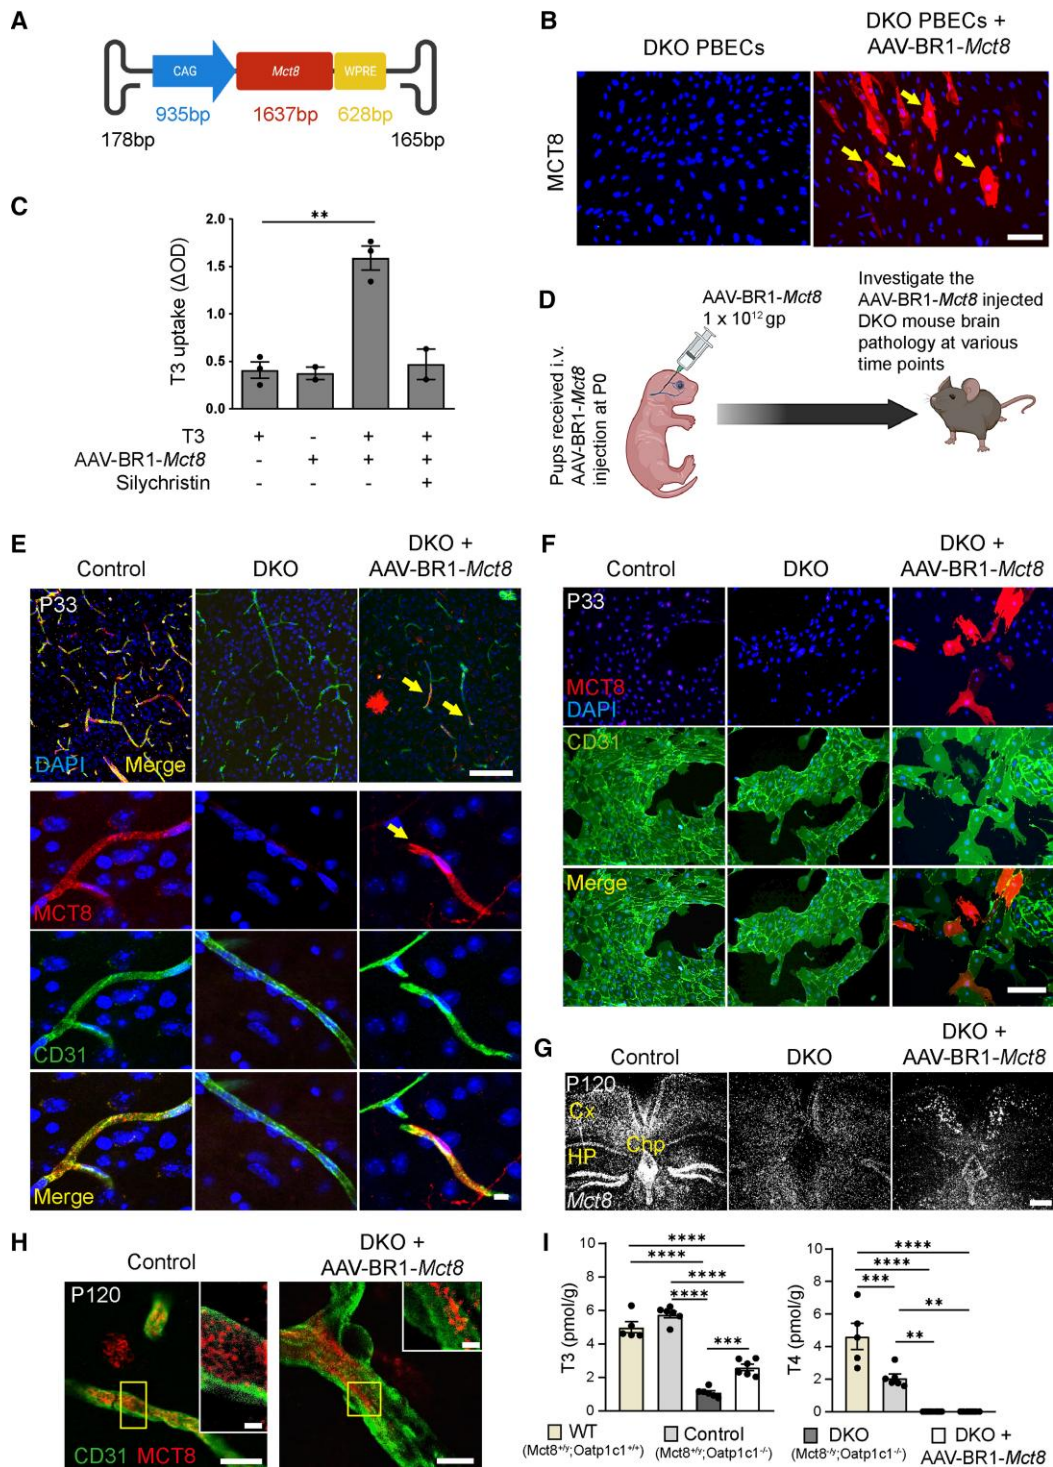 A
CAG
Mct8
WPRE
935bp
1637bp
628bp
178bp
165bp
B
DKO PBECs
DKO PBECs +
AAV-BR1-Mct8
MCT8
C
**
T3 uptake (ΔOD)
2.0
1.5
1.0
0.5
0.0
T3 + - + +
AAV-BR1-Mct8 - + + +
Silychristin - - - +
D
Pups received i.v.
AAV-BR1-Mct8
injection at P0
AAV-BR1-Mct8
1 x 10¹² gp
Investigate the
AAV-BR1-Mct8 injected
DKO mouse brain
pathology at various
time points
E
Control
DKO
DKO +
AAV-BR1-Mct8
P33
DAPI
Merge
MCT8
CD31
Merge
F
Control
DKO
DKO +
AAV-BR1-Mct8
P33
MCT8
DAPI
CD31
Merge
G
Control
DKO
DKO +
AAV-BR1-Mct8
P120
Cx
Chp
HP
Mct8
H
Control
DKO +
AAV-BR1-Mct8
P120
CD31 MCT8
I
T3 (pmol/g)
10
8
6
4
2
0
****
****
****
****
***
T4 (pmol/g)
10
8
6
4
2
0
****
****
***
**
**
WT
(Mct8⁺/ʸ;Oatp1c1⁺/⁺)
Control
(Mct8⁺/ʸ;Oatp1c1⁻/⁻)
DKO
(Mct8⁻/ʸ;Oatp1c1⁻/⁻)
DKO +
AAV-BR1-Mct8